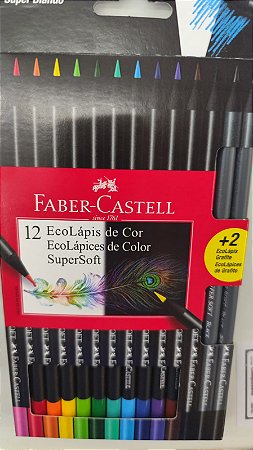 Super Blando
FABER-CASTELL
since 1761
12 EcoLápis de Cor
EcoLápices de Color
SuperSoft
+2
EcoLápis
Grafite
EcoLápices
de Grafito